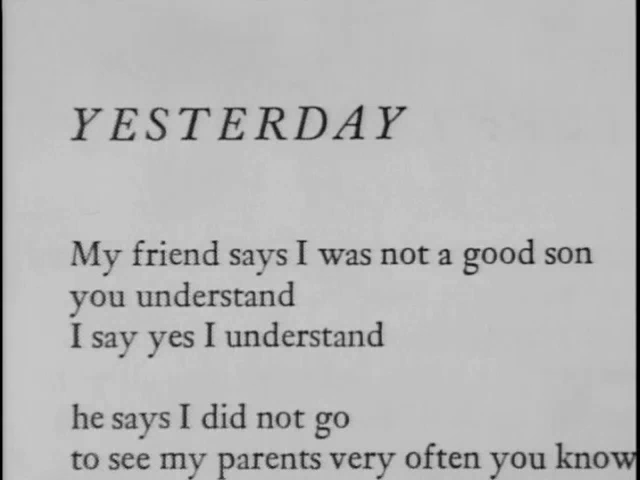 YESTERDAY
My friend says I was not a good son
you understand
I say yes I understand
he says I did not go
to see my parents very often you know